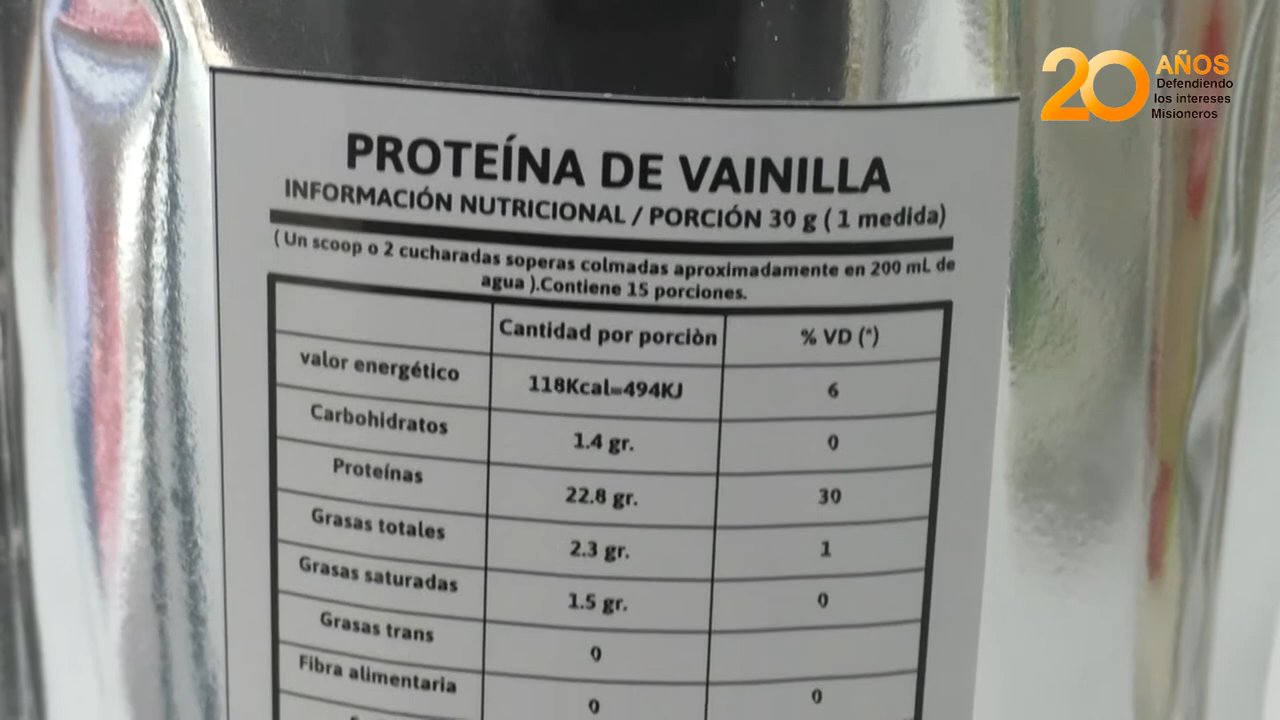 20 AÑOS
Defendiendo
los intereses
Misioneros
PROTEÍNA DE VAINILLA
INFORMACIÓN NUTRICIONAL / PORCIÓN 30 g ( 1 medida)
( Un scoop o 2 cucharadas soperas colmadas aproximadamente en 200 mL de
agua ).Contiene 15 porciones.
Cantidad por porciòn % VD (*)
valor energético 118Kcal=494KJ 6
Carbohidratos 1.4 gr. 0
Proteínas 22.8 gr. 30
Grasas totales 2.3 gr. 1
Grasas saturadas 1.5 gr. 0
Grasas trans 0
Fibra alimentaria 0 0